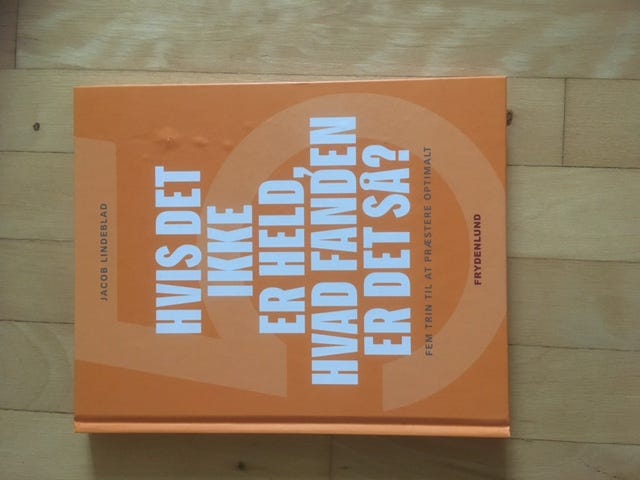 JACOB LINDEBLAD
HVIS DET
IKKE
ER HELD,
HVAD FANDEN
ER DET SÅ?
FEM TRIN TIL AT PRÆSTERE OPTIMALT
FRYDENLUND